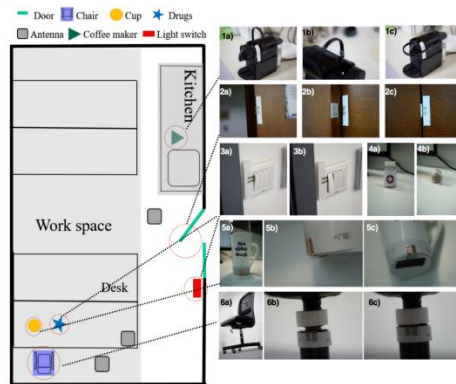 Door
Chair
Cup
Drugs
Antenna
Coffee maker
Light switch
Kitchen
Work space
Desk
1a)
1b)
1c)
2a)
2b)
2c)
3a)
3b)
4a)
4b)
5a)
5b)
5c)
6a)
6b)
6c)